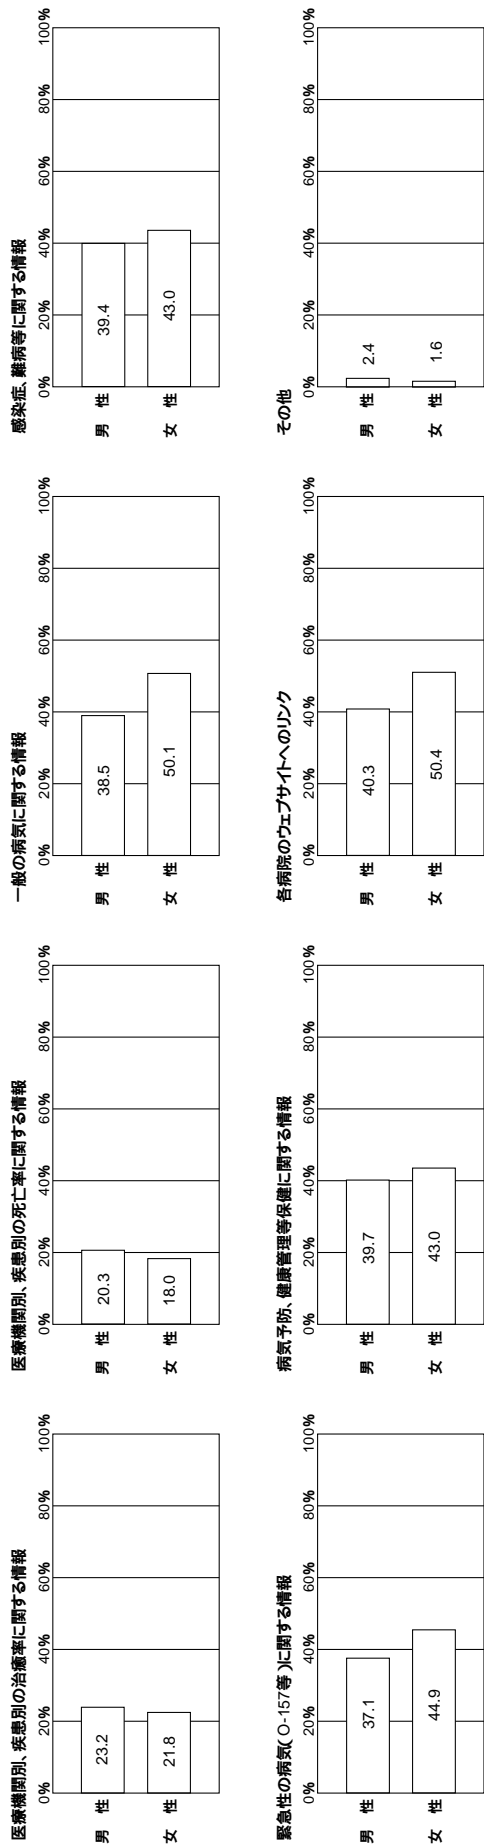 医療機関別、疾患別の治癒率に関する情報
0% 20% 40% 60% 80% 100%
男 性 23.2
女 性 21.8
医療機関別、疾患別の死亡率に関する情報
0% 20% 40% 60% 80% 100%
男 性 20.3
女 性 18.0
一般の病気に関する情報
0% 20% 40% 60% 80% 100%
男 性 38.5
女 性 50.1
感染症、難病等に関する情報
0% 20% 40% 60% 80% 100%
男 性 39.4
女 性 43.0
緊急性の病気(O-157等)に関する情報
0% 20% 40% 60% 80% 100%
男 性 37.1
女 性 44.9
病気予防、健康管理等保健に関する情報
0% 20% 40% 60% 80% 100%
男 性 39.7
女 性 43.0
各病院のウェブサイトへのリンク
0% 20% 40% 60% 80% 100%
男 性 40.3
女 性 50.4
その他
0% 20% 40% 60% 80% 100%
男 性 2.4
女 性 1.6